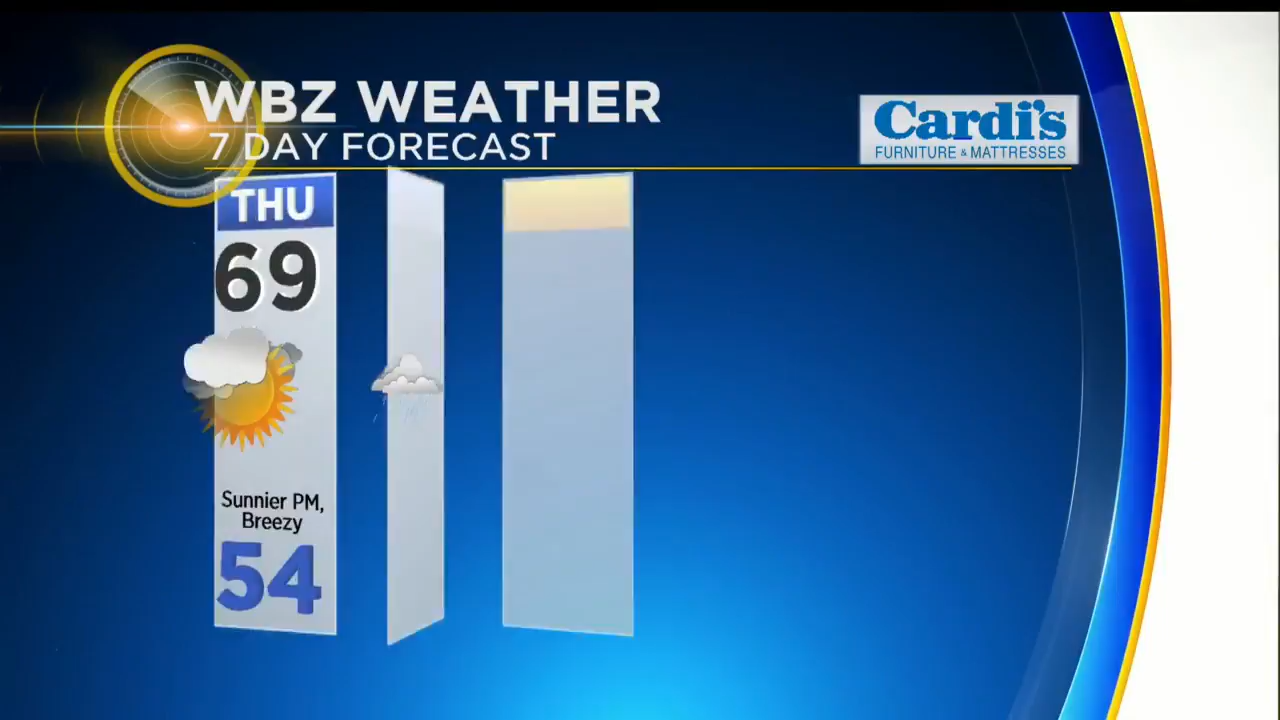 WBZ WEATHER
7 DAY FORECAST
Cardi's
FURNITURE & MATTRESSES
THU
69
Sunnier PM,
Breezy
54